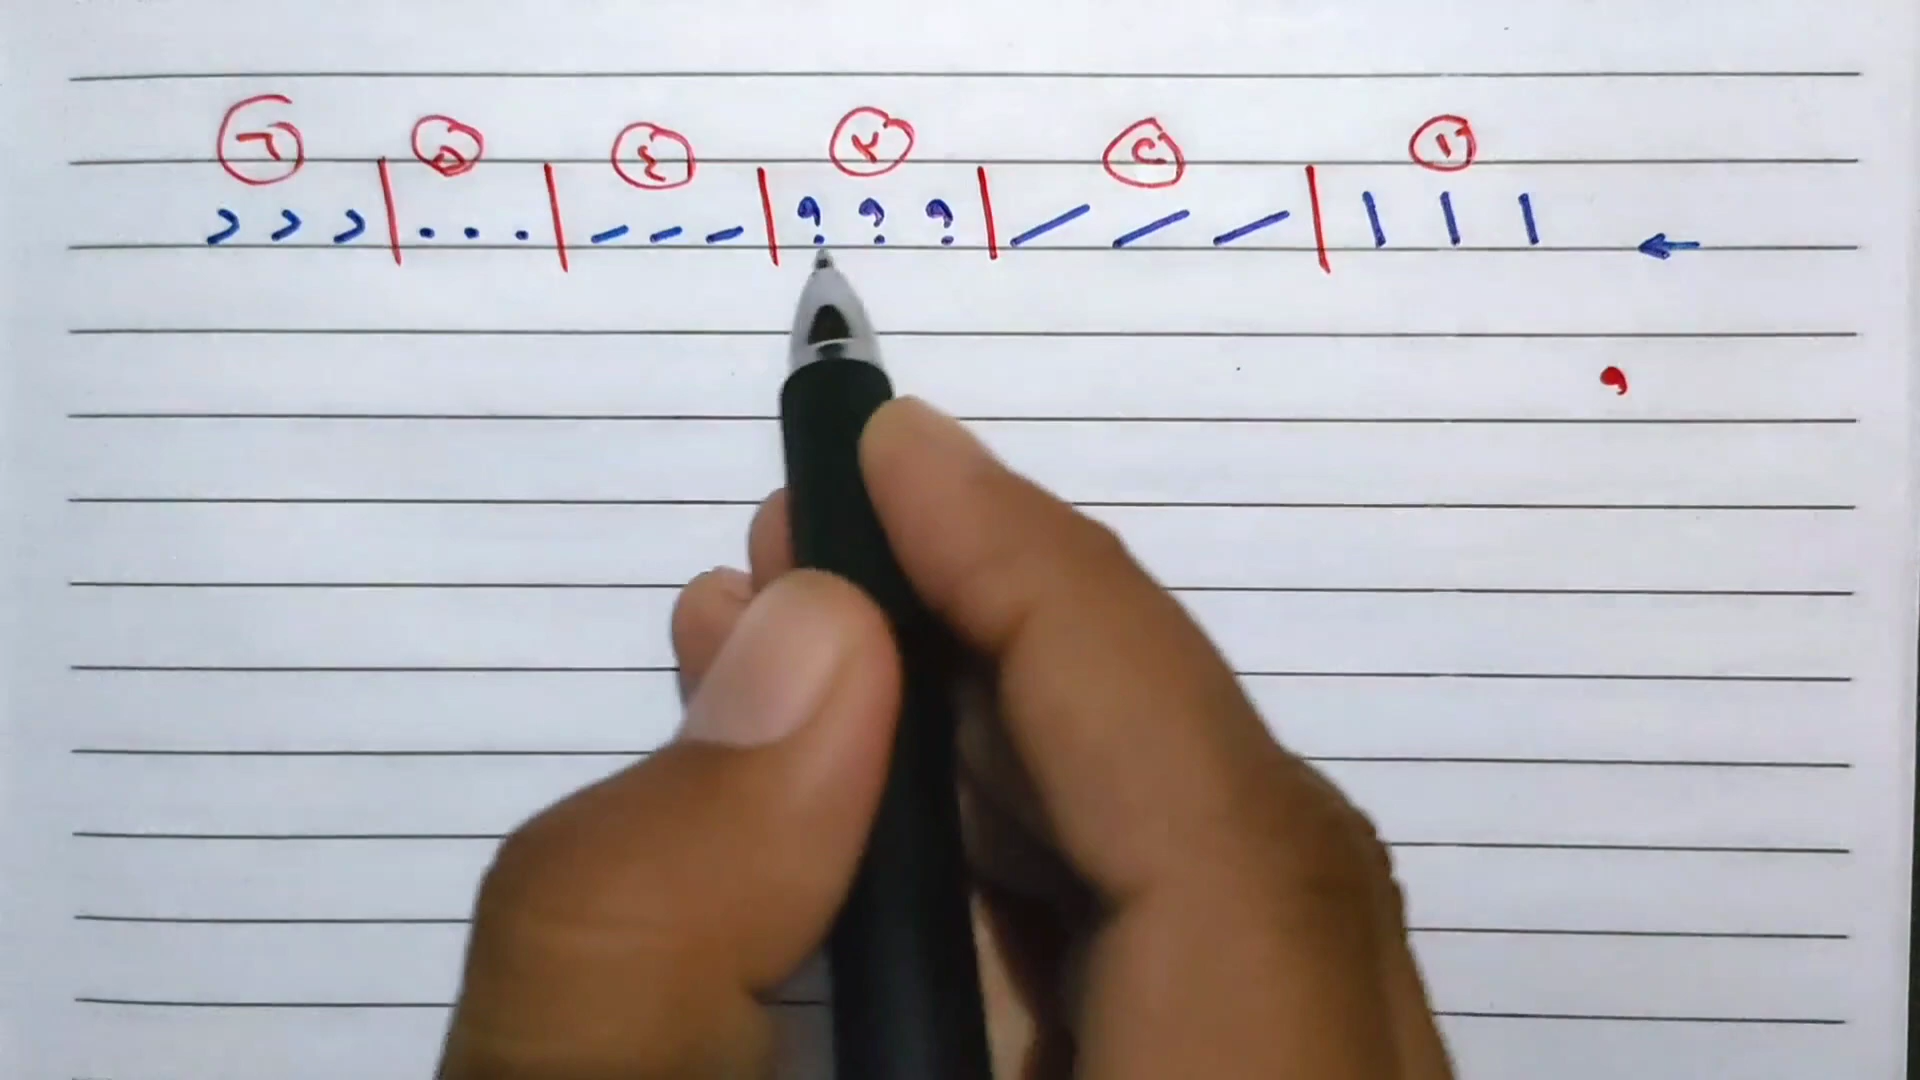 ١ ٢ ٣ ٤ ٥ ٦
| | | | / / / | ؟ ؟ ؟ | - - - | . . . | > > >